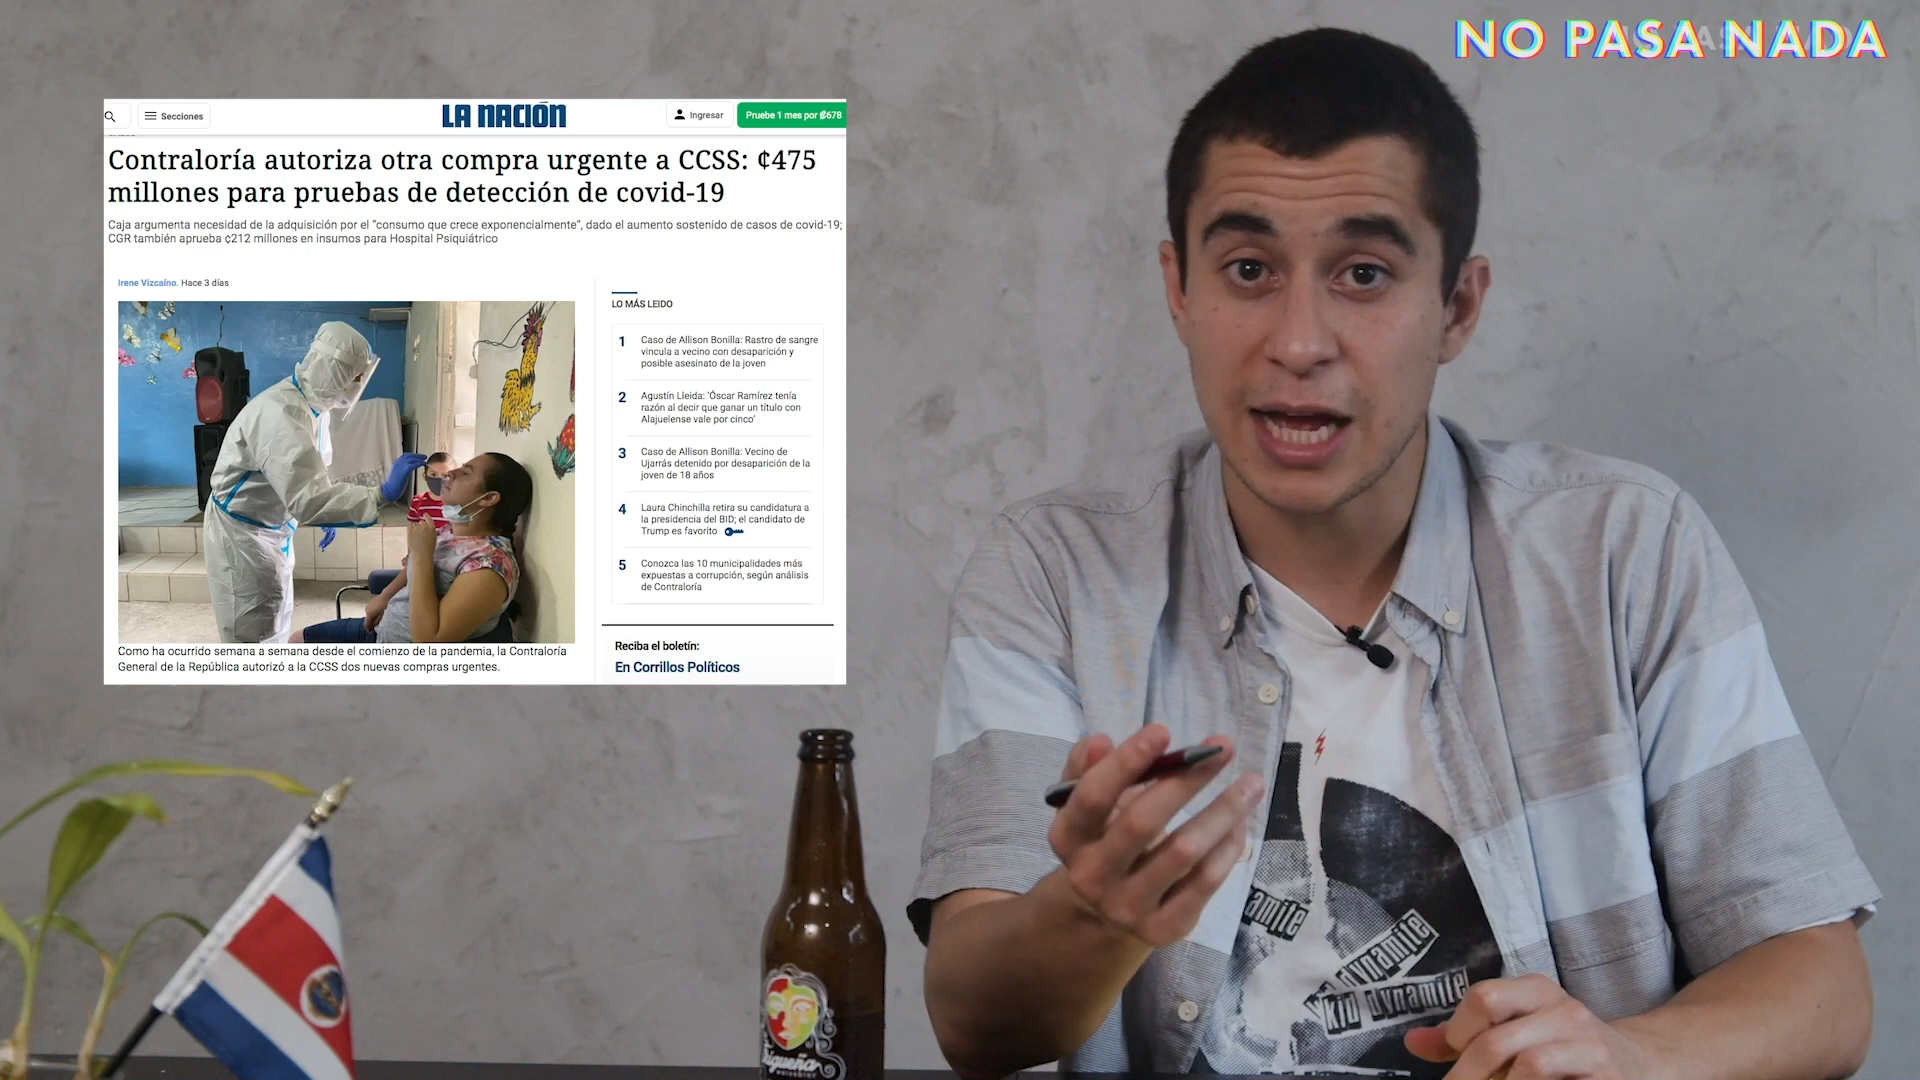 NO PASA NADA
Secciones
LA NACIÓN
Ingresar
Pruebe 1 mes por ₡678
Contraloría autoriza otra compra urgente a CCSS: ¢475
millones para pruebas de detección de covid-19
Caja argumenta necesidad de la adquisición por el "consumo que crece exponencialmente", dado el aumento sostenido de casos de covid-19;
CGR también aprueba ¢212 millones en insumos para Hospital Psiquiátrico
Irene Vizcaíno. Hace 3 días
Como ha ocurrido semana a semana desde el comienzo de la pandemia, la Contraloría
General de la República autorizó a la CCSS dos nuevas compras urgentes.
LO MÁS LEIDO
1 Caso de Allison Bonilla: Rastro de sangre
vincula a vecino con desaparición y
posible asesinato de la joven
2 Agustín Lleida: 'Óscar Ramírez tenía
razón al decir que ganar un título con
Alajuelense vale por cinco'
3 Caso de Allison Bonilla: Vecino de
Ujarrás detenido por desaparición de la
joven de 18 años
4 Laura Chinchilla retira su candidatura a
la presidencia del BID; el candidato de
Trump es favorito
5 Conozca las 10 municipalidades más
expuestas a corrupción, según análisis
de Contraloría
Reciba el boletín:
En Corrillos Políticos
dynamite
kid dynamite